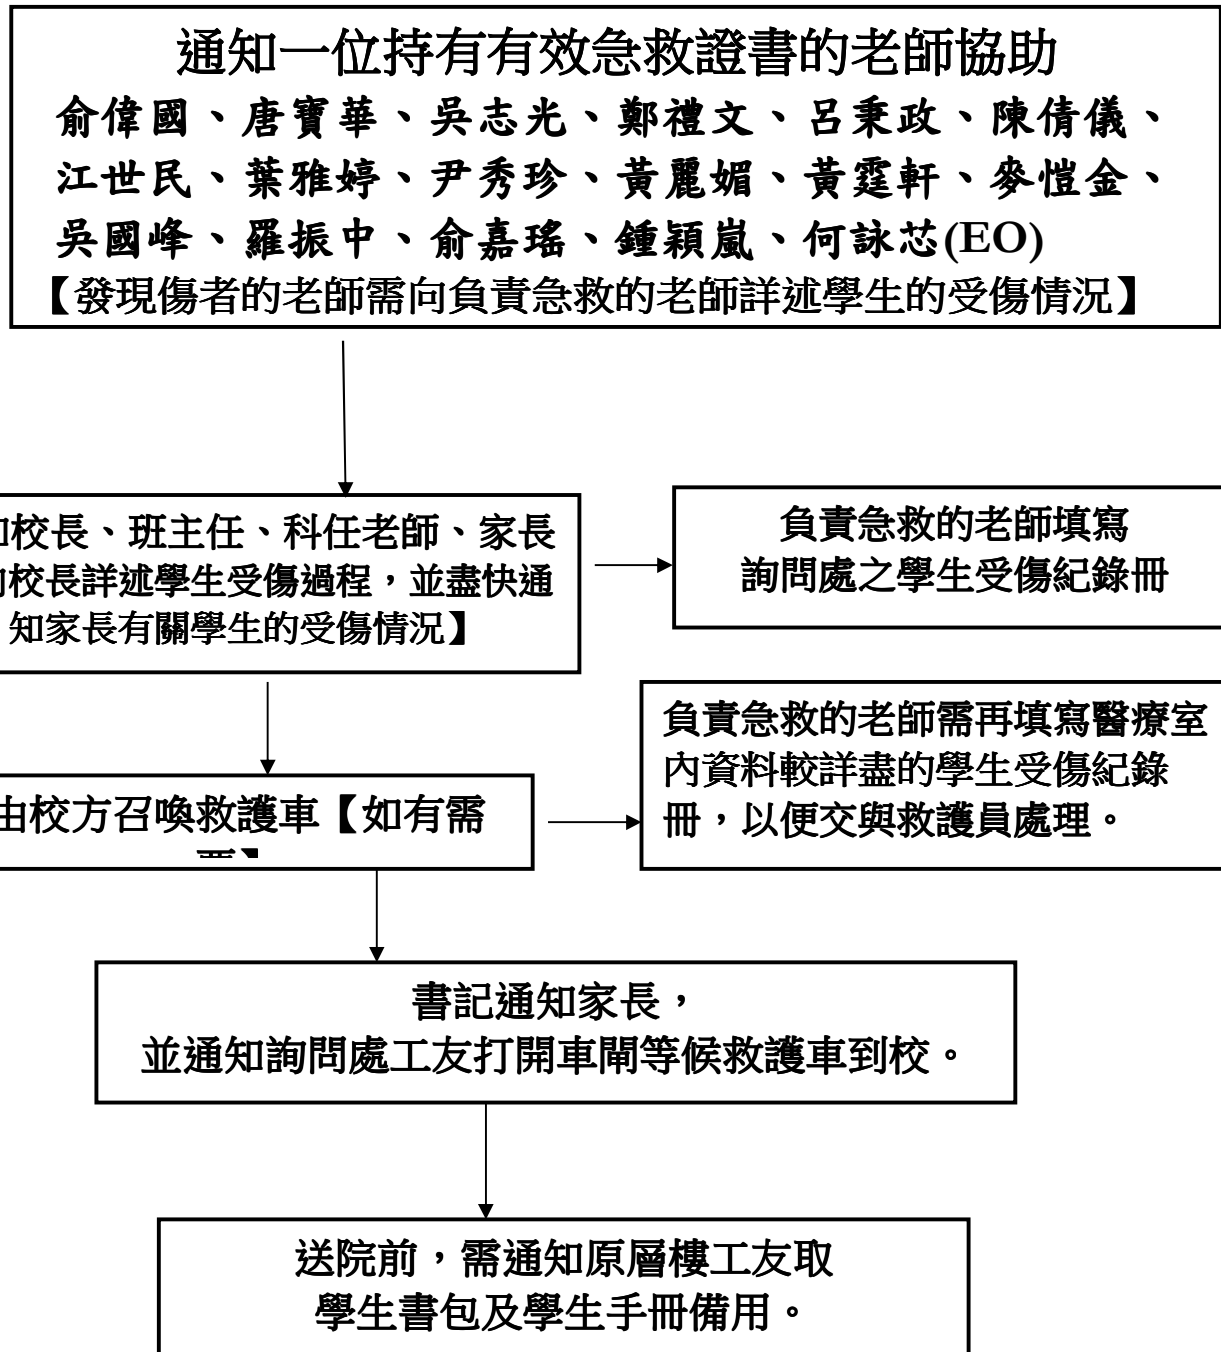 通知一位持有有效急救證書的老師協助
俞偉國、唐寶華、吳志光、鄭禮文、呂秉政、陳倩儀、
江世民、葉雅婷、尹秀珍、黃麗媚、黃霆軒、麥愷金、
吳國峰、羅振中、俞嘉瑤、鍾穎嵐、何詠芯(EO)
【發現傷者的老師需向負責急救的老師詳述學生的受傷情況】
校長、班主任、科任老師、家長
校長詳述學生受傷過程，並盡快通
知家長有關學生的受傷情況】
負責急救的老師填寫
詢問處之學生受傷紀錄冊
由校方召喚救護車【如有需
負責急救的老師需再填寫醫療室
內資料較詳盡的學生受傷紀錄
冊，以便交與救護員處理。
書記通知家長，
並通知詢問處工友打開車閘等候救護車到校。
送院前，需通知原層樓工友取
學生書包及學生手冊備用。